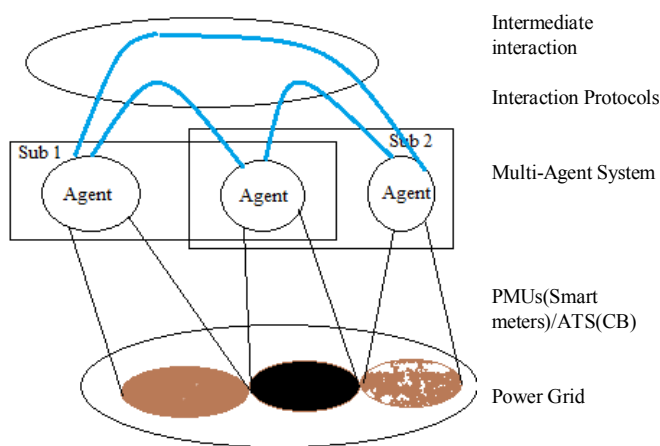 Intermediate
interaction
Interaction Protocols
Sub 1
Sub 2
Multi-Agent System
Agent
Agent
Agent
PMUs(Smart
meters)/ATS(CB)
Power Grid